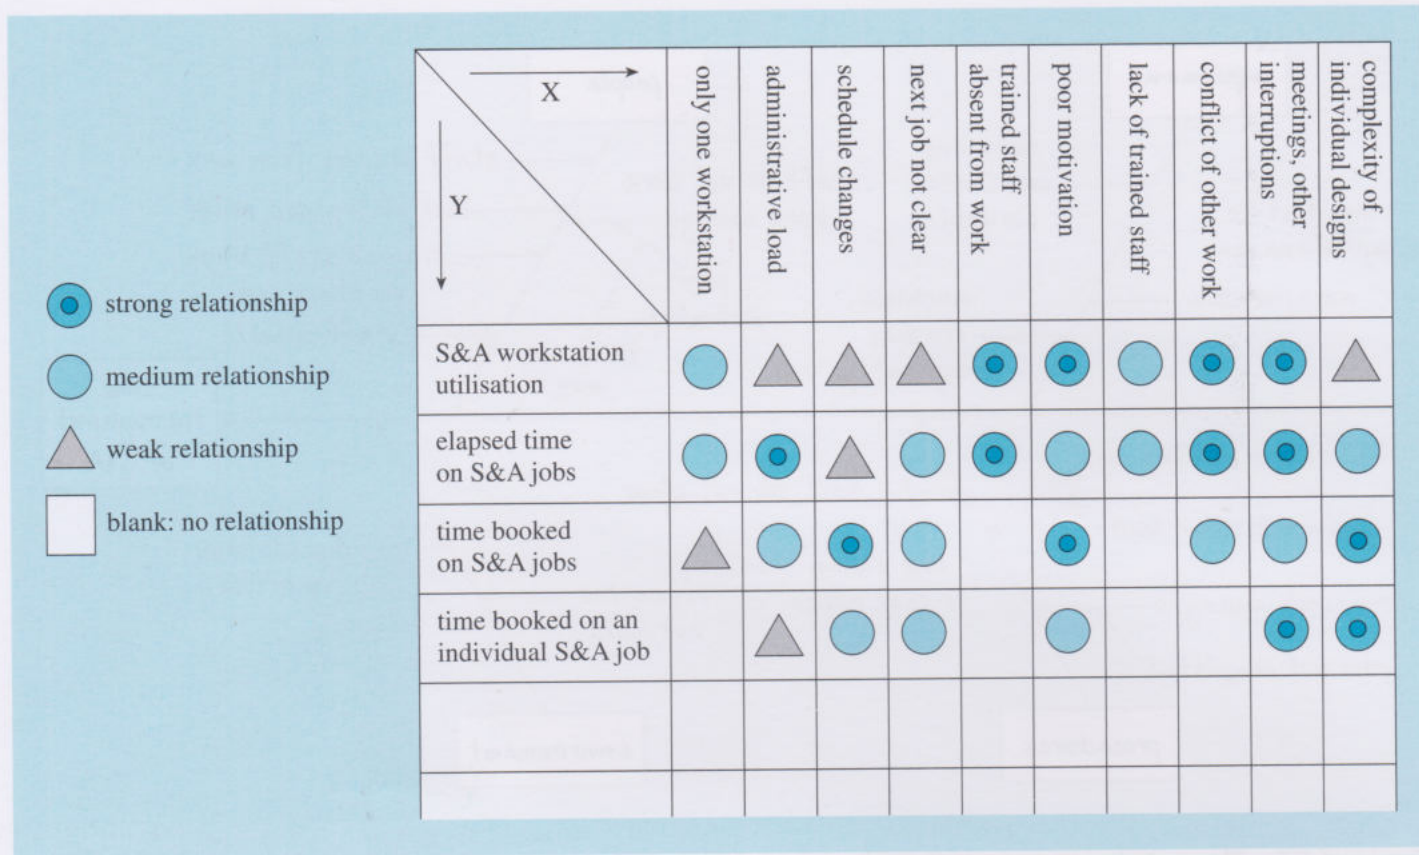 X
Y
only one workstation
administrative load
schedule changes
next job not clear
trained staff
absent from work
poor motivation
lack of trained staff
conflict of other work
meetings, other
interruptions
complexity of
individual designs
strong relationship
medium relationship
weak relationship
blank: no relationship
S&A workstation
utilisation
elapsed time
on S&A jobs
time booked
on S&A jobs
time booked on an
individual S&A job